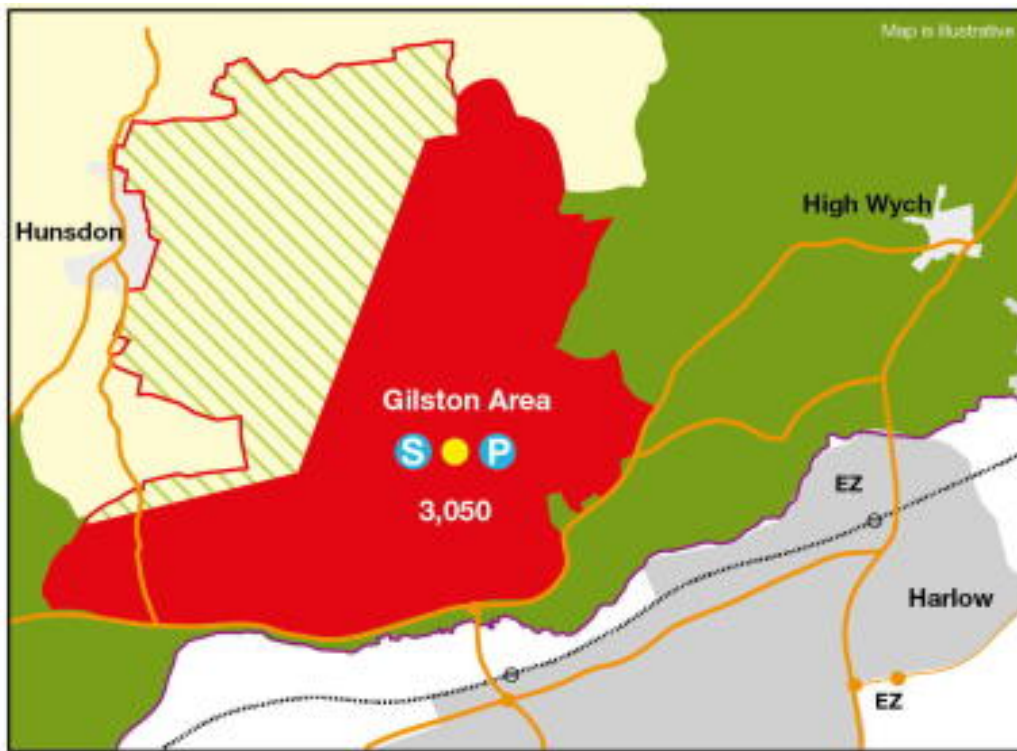 Map is Illustrative
High Wych
Hunsdon
Gilston Area
S P
3,050
EZ
Harlow
EZ